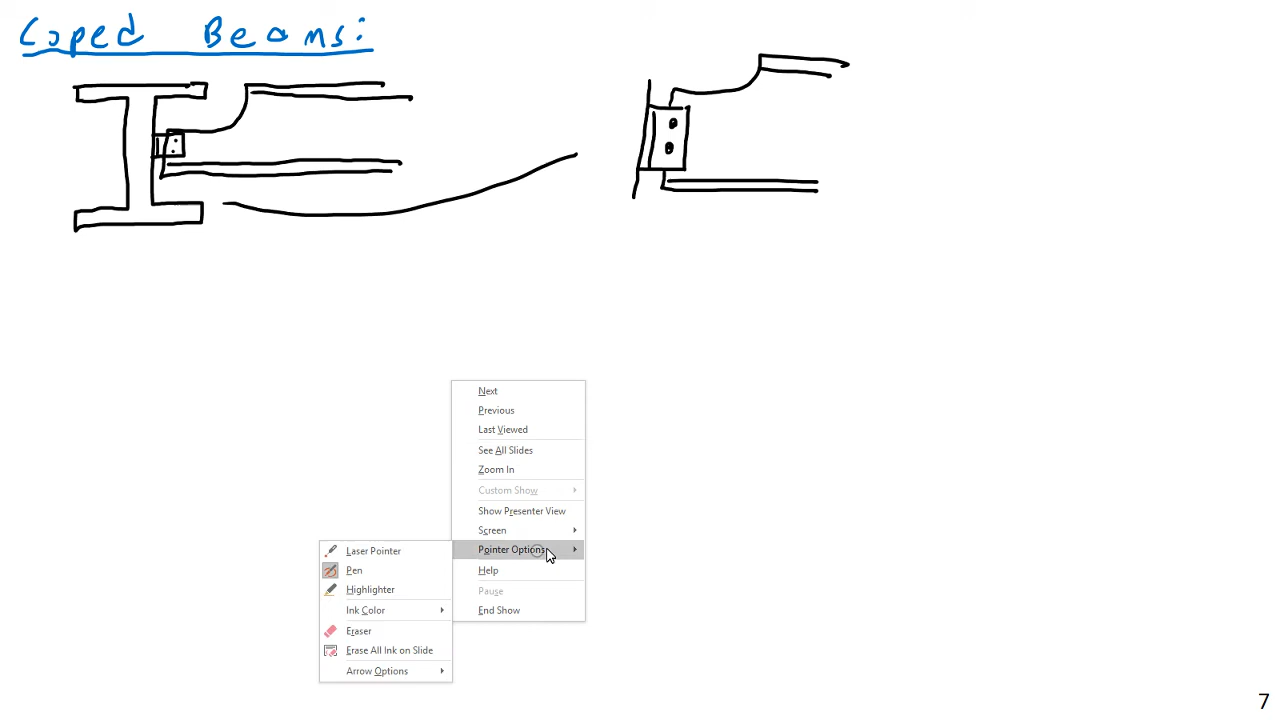 Coped Beams:
Next
Previous
Last Viewed
See All Slides
Zoom In
Custom Show
Show Presenter View
Screen
Pointer Options
Help
Pause
End Show
Laser Pointer
Pen
Highlighter
Ink Color
Eraser
Erase All Ink on Slide
Arrow Options
7